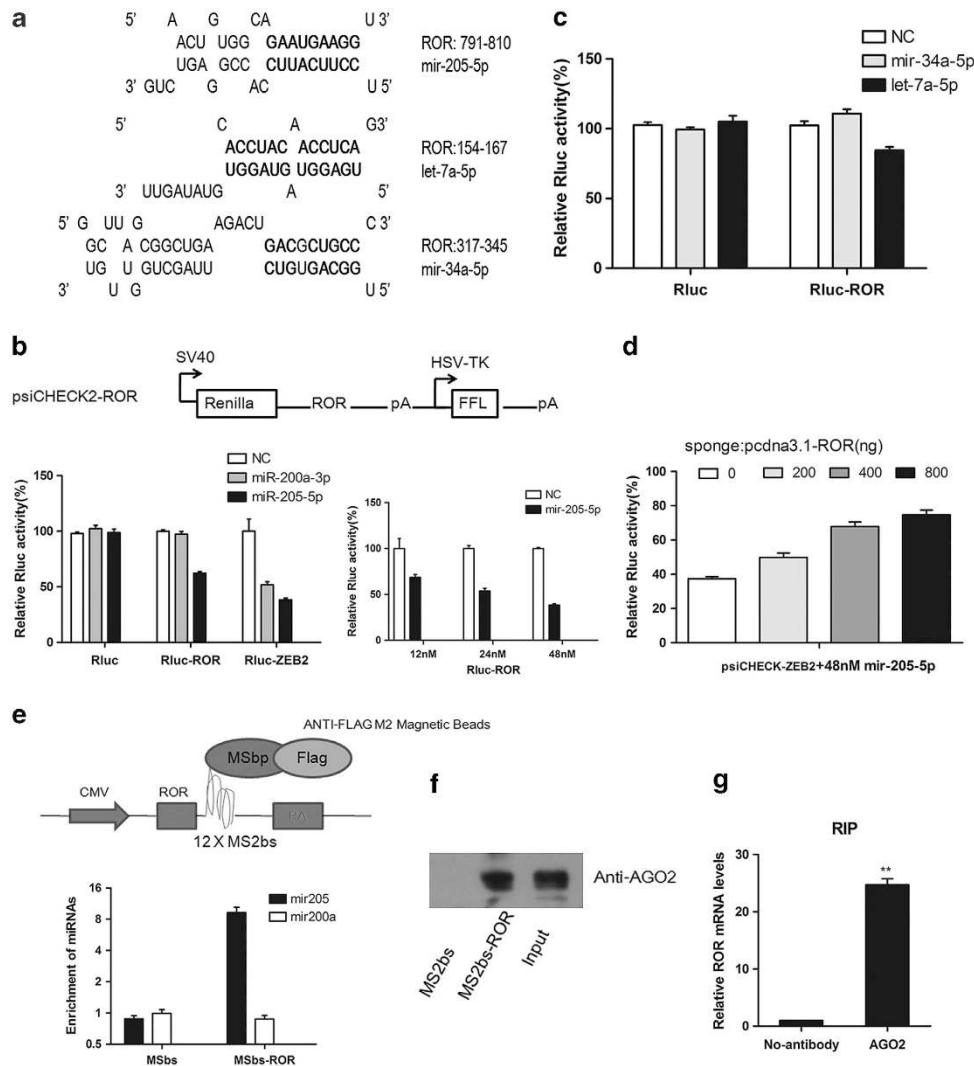 a
5' A G CA U 3'
ACU UGG GAAUGAAGG ROR: 791-810
UGA GCC CUUACUUCC mir-205-5p
3' GUC G AC U 5'
5' C A G3'
ACCUAC ACCUCA ROR:154-167
UGGAUG UGGAGU let-7a-5p
3' UUGAUAUG A 5'
5' G UU G AGACU C 3'
GC A CGGCUGA GACGCUGCC ROR:317-345
UG U GUCGAUU CUGUGACGG mir-34a-5p
3' U G U 5'
c
NC
mir-34a-5p
let-7a-5p
Relative Rluc activity(%)
150
100
50
0
Rluc
Rluc-ROR
b
psiCHECK2-ROR
SV40
Renilla
ROR
pA
HSV-TK
FFL
pA
NC
miR-200a-3p
miR-205-5p
Relative Rluc activity(%)
150
100
50
0
Rluc
Rluc-ROR
Rluc-ZEB2
NC
mir-205-5p
Relative Rluc activity(%)
150
100
50
0
12nM
24nM
48nM
Rluc-ROR
d
sponge:pcdna3.1-ROR(ng)
0
200
400
800
Relative Rluc activity (%)
100
80
60
40
20
0
psiCHECK-ZEB2+48nM mir-205-5p
e
ANTI-FLAG M2 Magnetic Beads
MSbp
Flag
CMV
ROR
PA
12 X MS2bs
mir205
mir200a
Enrichment of miRNAs
16
8
4
2
1
0.5
MSbs
MSbs-ROR
f
Anti-AGO2
MS2bs
MS2bs-ROR
Input
g
RIP
Relative ROR mRNA levels
30
20
10
0
**
No-antibody
AGO2